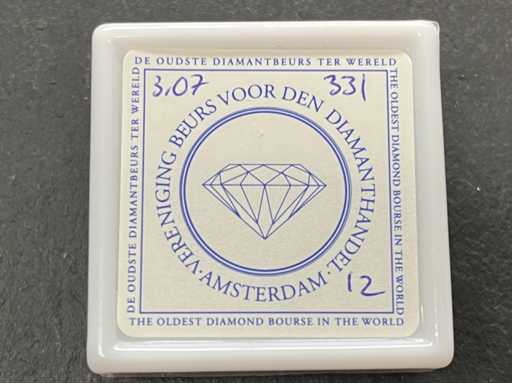 DE OUDSTE DIAMANTBEURS TER WERELD
3,07
331
VERENIGING BEURS VOOR DEN DIAMANTHANDEL
· AMSTERDAM ·
12
DE OUDSTE DIAMANTBEURS TER WERELD
THE OLDEST DIAMOND BOURSE IN THE WORLD
THE OLDEST DIAMOND BOURSE IN THE WORLD